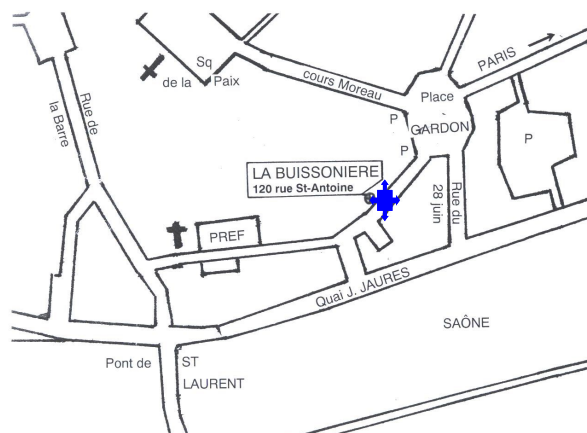 Sq
de la Paix
cours Moreau
Place
GARDON
PARIS
P
P
P
Rue de
la Barre
LA BUISSONIERE
120 rue St-Antoine
Rue du
28 juin
PREF
Quai J. JAURES
SAÔNE
Pont de ST
LAURENT